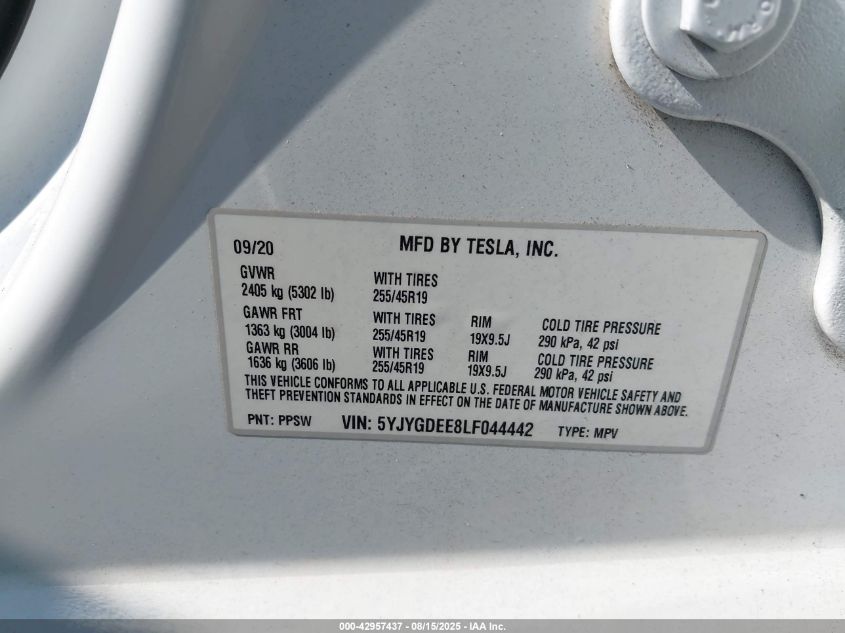 09/20 MFD BY TESLA, INC.
GVWR WITH TIRES
2405 kg (5302 lb) 255/45R19
GAWR FRT WITH TIRES RIM COLD TIRE PRESSURE
1363 kg (3004 lb) 255/45R19 19X9.5J 290 kPa, 42 psi
GAWR RR WITH TIRES RIM COLD TIRE PRESSURE
1636 kg (3606 lb) 255/45R19 19X9.5J 290 kPa, 42 psi
THIS VEHICLE CONFORMS TO ALL APPLICABLE U.S. FEDERAL MOTOR VEHICLE SAFETY AND
THEFT PREVENTION STANDARDS IN EFFECT ON THE DATE OF MANUFACTURE SHOWN ABOVE.
PNT: PPSW VIN: 5YJYGDEE8LF044442 TYPE: MPV
000-42957437 - 08/15/2025 - IAA Inc.